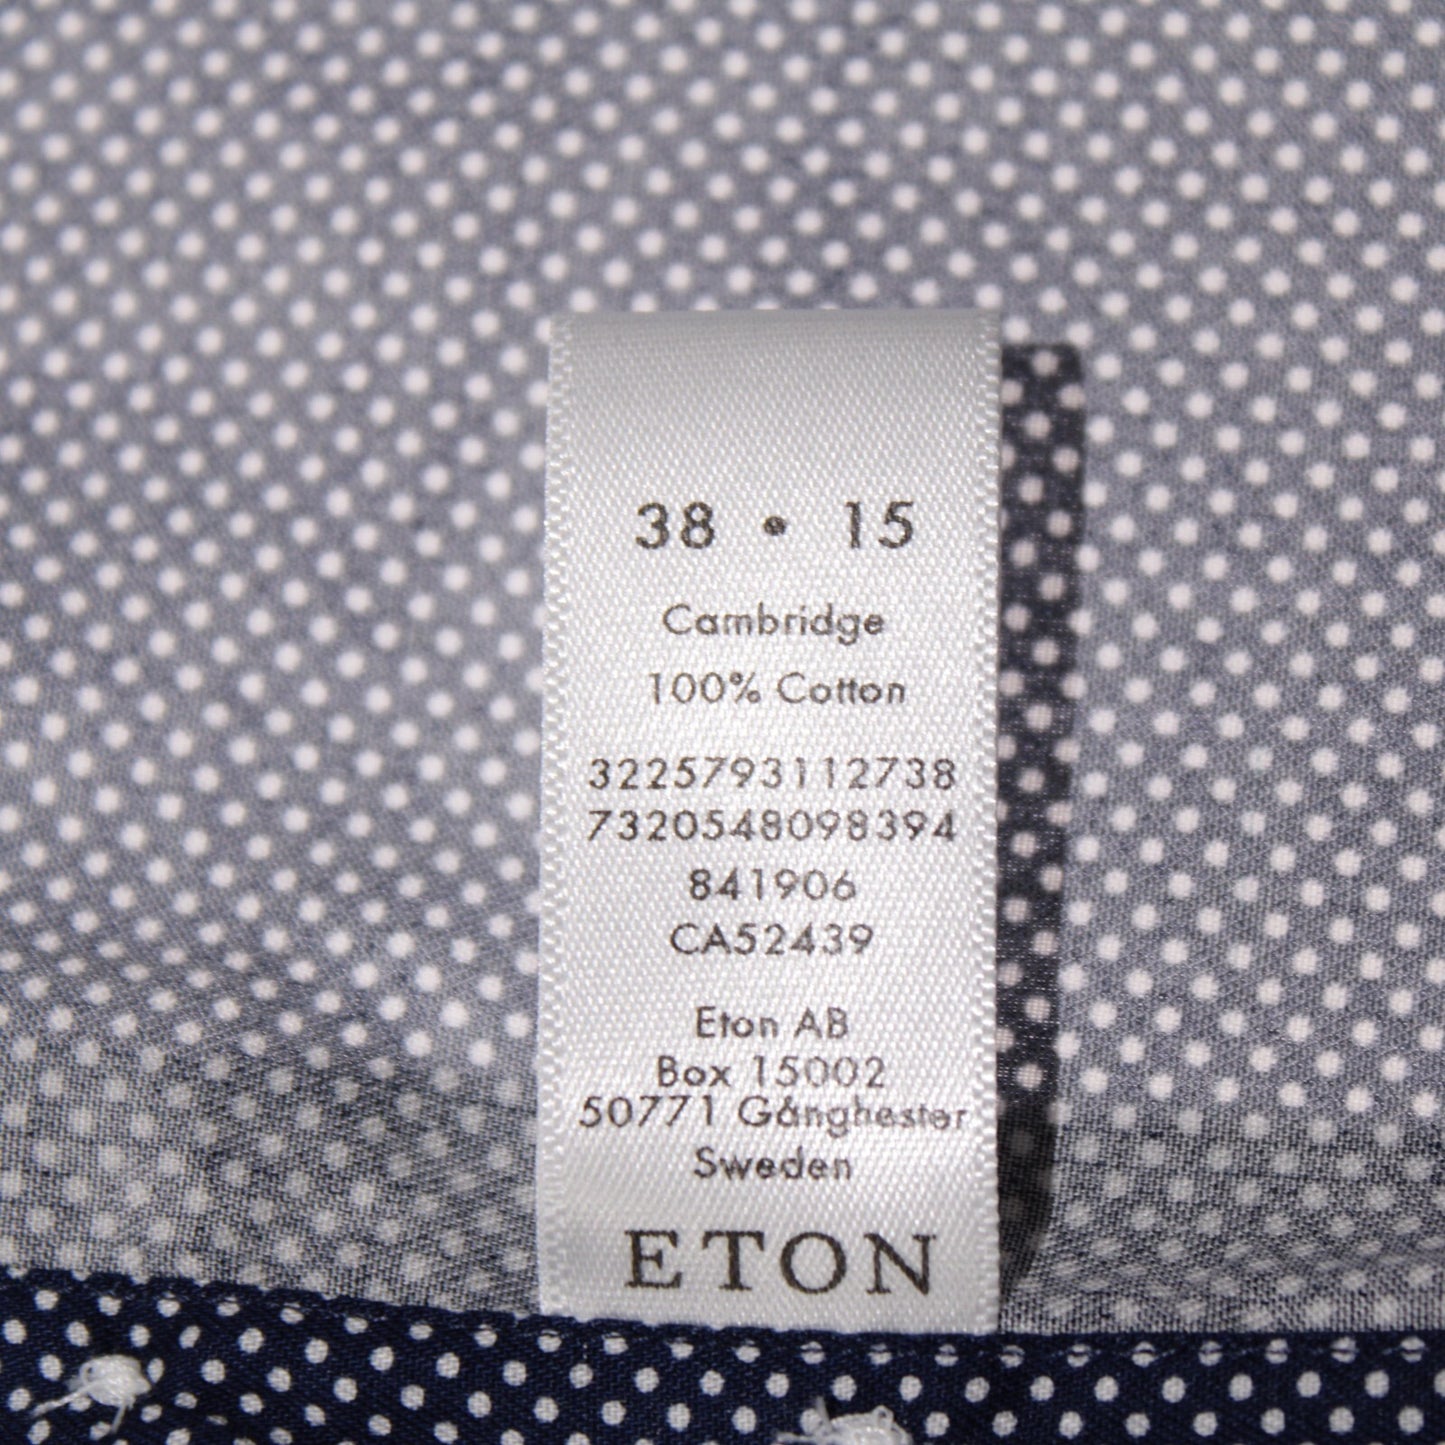 38 • 15
Cambridge
100% Cotton
3225793112738
7320548098394
841906
CA52439
Eton AB
Box 15002
50771 Gånghester
Sweden
ETON